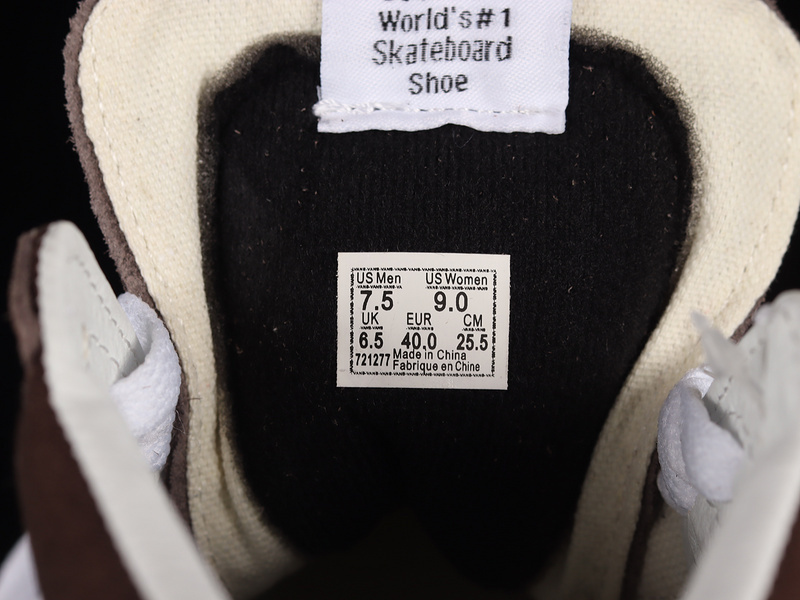 World's#1
Skateboard
Shoe
US Men US Women
7.5 9.0
UK EUR CM
6.5 40.0 25.5
721277 Made in China
Fabrique en Chine